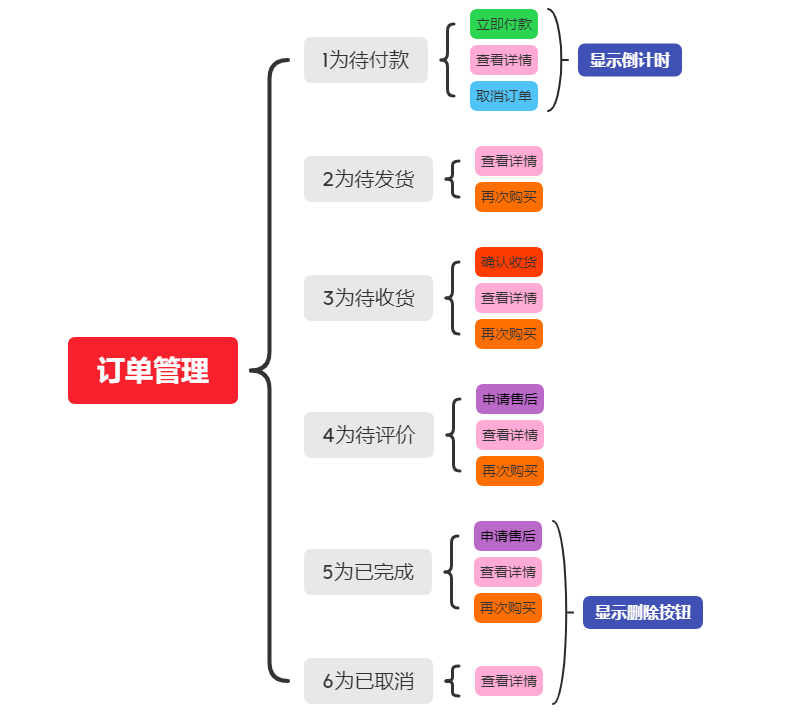 订单管理
1为待付款
立即付款
查看详情
取消订单
显示倒计时
2为待发货
查看详情
再次购买
3为待收货
确认收货
查看详情
再次购买
4为待评价
申请售后
查看详情
再次购买
5为已完成
申请售后
查看详情
再次购买
6为已取消
查看详情
显示删除按钮